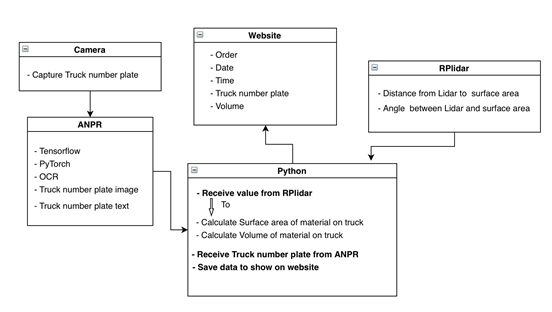 Camera
- Capture Truck number plate
Website
- Order
- Date
- Time
- Truck number plate
- Volume
RPlidar
- Distance from Lidar to surface area
- Angle between Lidar and surface area
ANPR
- Tensorflow
- PyTorch
- OCR
- Truck number plate image
- Truck number plate text
Python
- Receive value from RPlidar
To
- Calculate Surface area of material on truck
- Calculate Volume of material on truck
- Receive Truck number plate from ANPR
- Save data to show on website